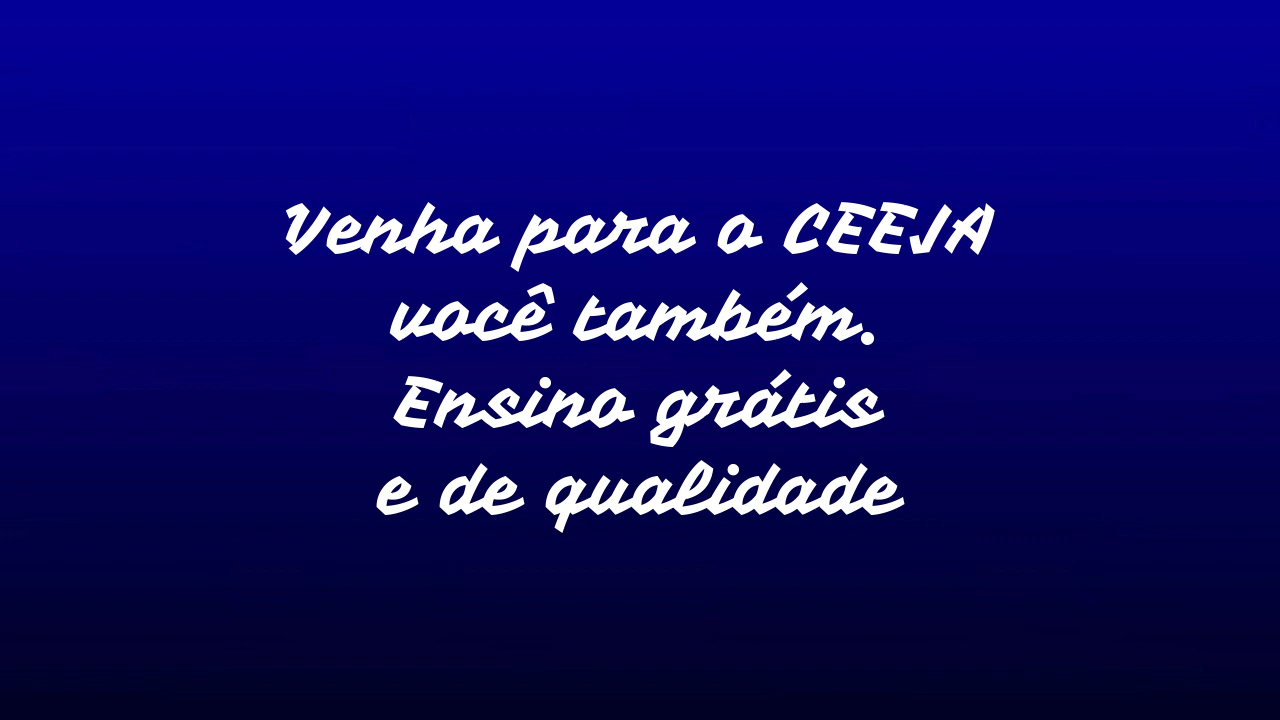 Venha para o CEEJA
você também.
Ensino grátis
e de qualidade